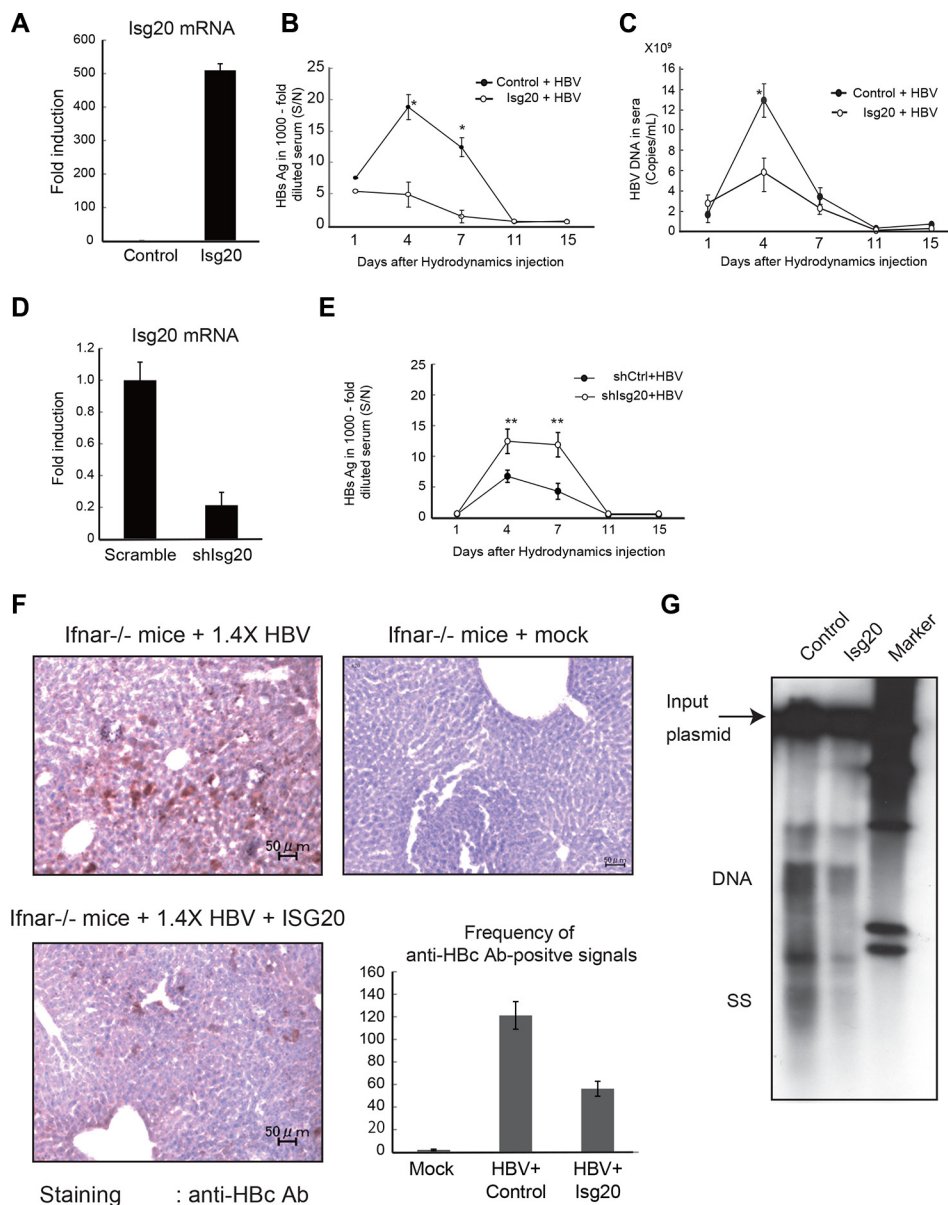 A
Isg20 mRNA
Fold induction
600
500
400
300
200
100
0
Control
Isg20
B
HBs Ag in 1000 - fold
diluted serum (S/N)
25
20
15
10
5
0
Control + HBV
Isg20 + HBV
*
*
1 4 7 11 15
Days after Hydrodynamics injection
C
X10⁹
HBV DNA in sera
(Copies/mL)
16
14
12
10
8
6
4
2
0
Control + HBV
Isg20 + HBV
*
1 4 7 11 15
Days after Hydrodynamics injection
D
Isg20 mRNA
Fold induction
1.2
1.0
0.8
0.6
0.4
0.2
0
Scramble
shIsg20
E
HBs Ag in 1000 - fold
diluted serum (S/N)
25
20
15
10
5
0
shCtrl+HBV
shIsg20+HBV
**
**
1 4 7 11 15
Days after Hydrodynamics injection
F
Ifnar-/- mice + 1.4X HBV
50 μm
Ifnar-/- mice + mock
50 μm
Ifnar-/- mice + 1.4X HBV + ISG20
50 μm
Staining : anti-HBc Ab
Frequency of
anti-HBc Ab-positve signals
160
140
120
100
80
60
40
20
0
Mock
HBV+
Control
HBV+
Isg20
G
Control
Isg20
Marker
Input
plasmid
DNA
SS